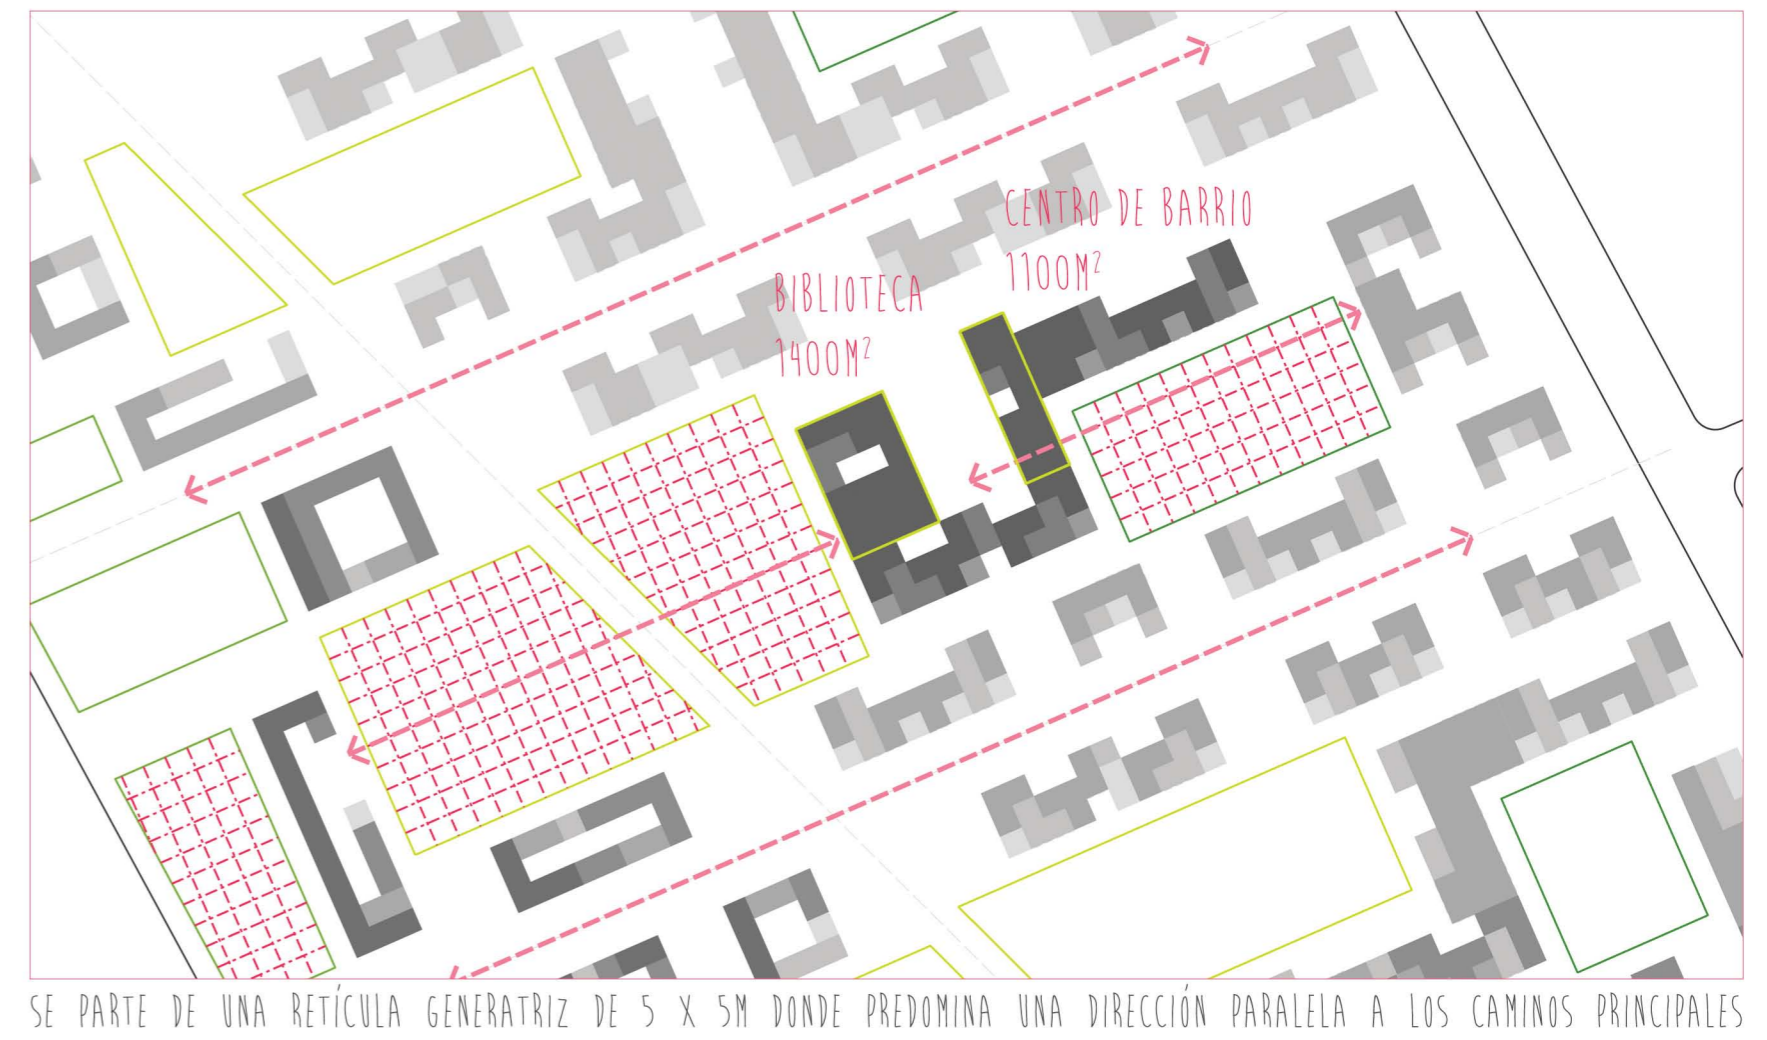 CENTRO DE BARRIO
1100M²
BIBLIOTECA
1400M²
SE PARTE DE UNA RETÍCULA GENERATRIZ DE 5 X 5M DONDE PREDOMINA UNA DIRECCIÓN PARALELA A LOS CAMINOS PRINCIPALES